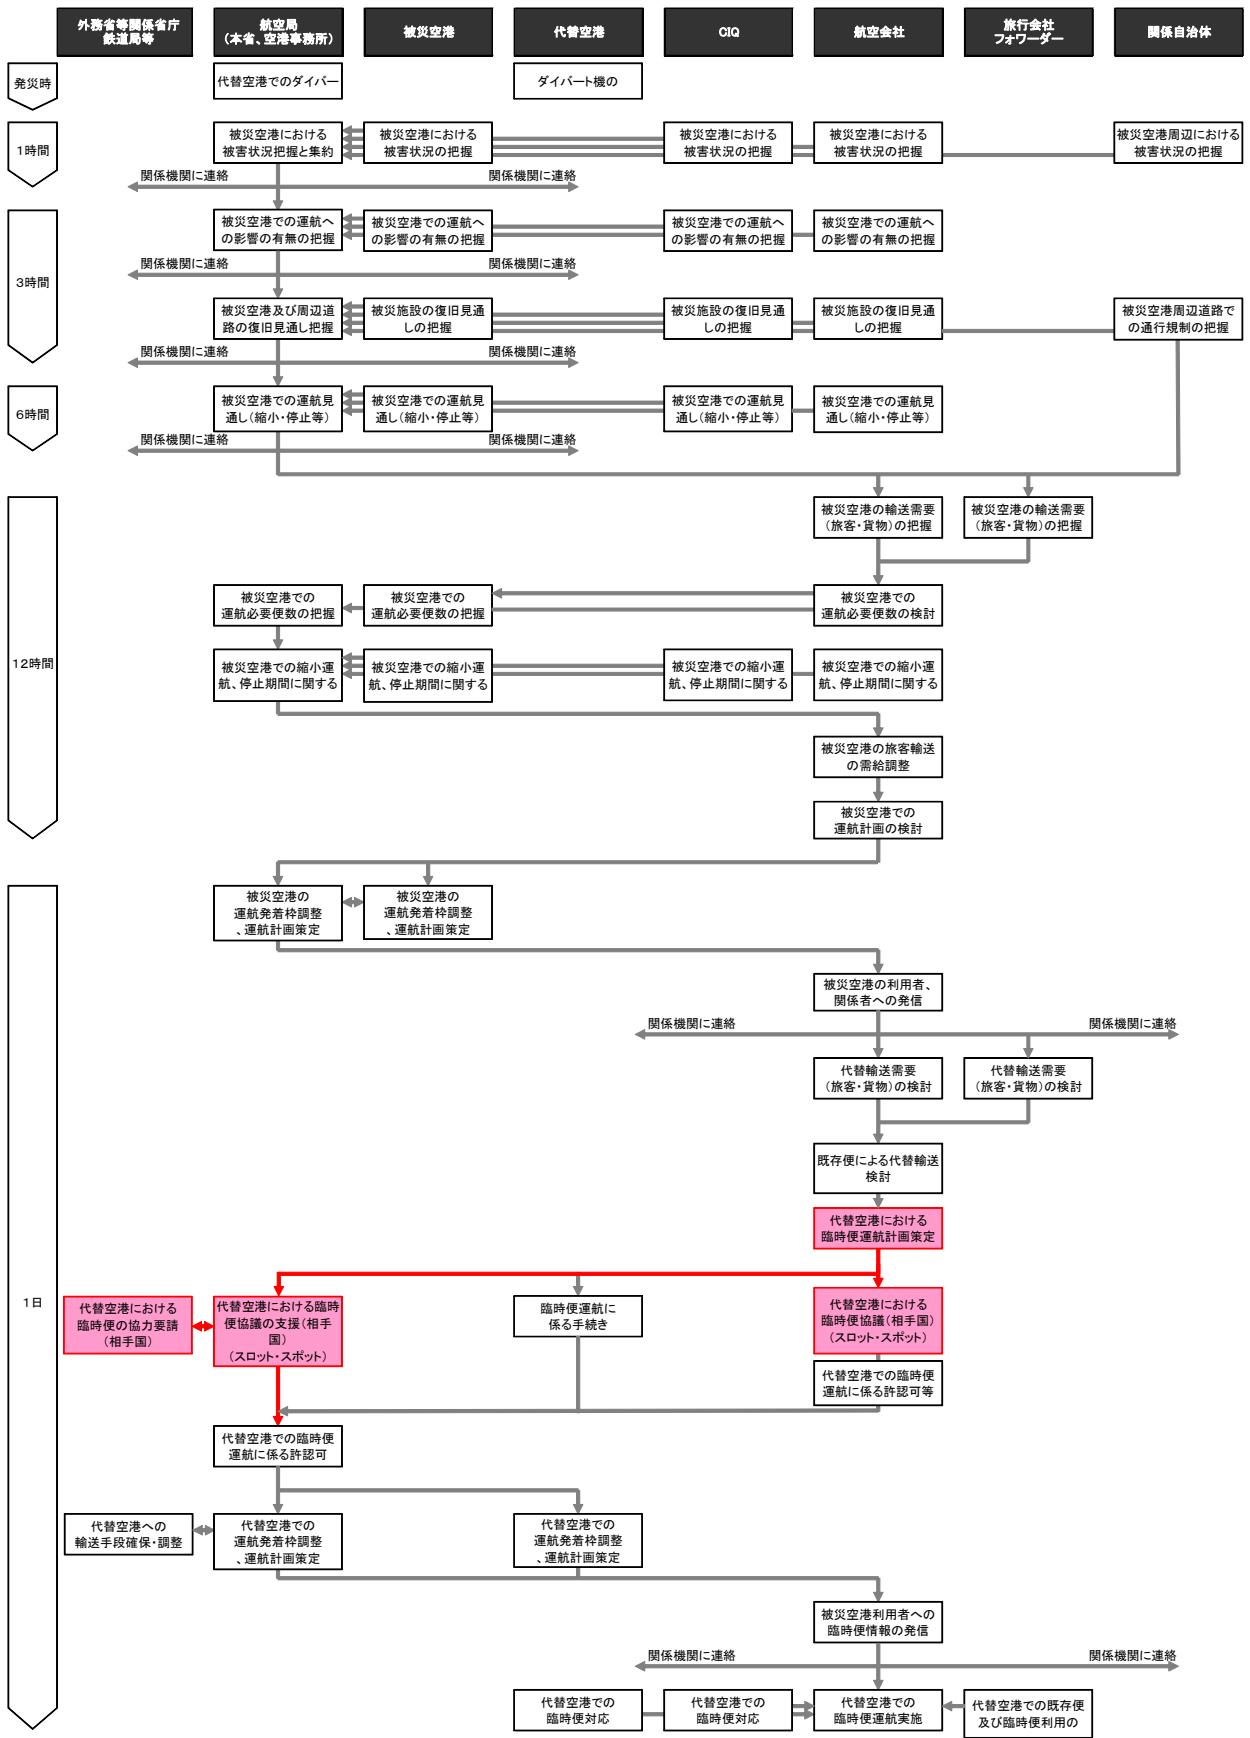 外務省等関係省庁
鉄道局等
航空局
（本省、空港事務所）
被災空港
代替空港
CIQ
航空会社
旅行会社
フォワーダー
関係自治体
発災時
代替空港でのダイバー
ダイバート機の
1時間
被災空港における
被害状況把握と集約
被災空港における
被害状況の把握
被災空港における
被害状況の把握
被災空港における
被害状況の把握
被災空港周辺における
被害状況の把握
関係機関に連絡
関係機関に連絡
3時間
被災空港での運航へ
の影響の有無の把握
被災空港での運航へ
の影響の有無の把握
被災空港での運航へ
の影響の有無の把握
被災空港での運航へ
の影響の有無の把握
関係機関に連絡
関係機関に連絡
被災空港及び周辺道
路の復旧見通し把握
被災施設の復旧見通
しの把握
被災施設の復旧見通
しの把握
被災施設の復旧見通
しの把握
被災空港周辺道路で
の通行規制の把握
関係機関に連絡
関係機関に連絡
6時間
被災空港での運航見
通し（縮小・停止等）
被災空港での運航見
通し（縮小・停止等）
被災空港での運航見
通し（縮小・停止等）
被災空港での運航見
通し（縮小・停止等）
関係機関に連絡
関係機関に連絡
12時間
被災空港の輸送需要
（旅客・貨物）の把握
被災空港の輸送需要
（旅客・貨物）の把握
被災空港での
運航必要便数の把握
被災空港での
運航必要便数の把握
被災空港での
運航必要便数の検討
被災空港での縮小運
航、停止期間に関する
被災空港での縮小運
航、停止期間に関する
被災空港での縮小運
航、停止期間に関する
被災空港での縮小運
航、停止期間に関する
被災空港の旅客輸送
の需給調整
被災空港での
運航計画の検討
1日
被災空港の
運航発着枠調整
、運航計画策定
被災空港の
運航発着枠調整
、運航計画策定
被災空港の利用者、
関係者への発信
関係機関に連絡
関係機関に連絡
代替輸送需要
（旅客・貨物）の検討
代替輸送需要
（旅客・貨物）の検討
既存便による代替輸送
検討
代替空港における
臨時便運航計画策定
代替空港における
臨時便の協力要請
（相手国）
代替空港における臨時
便協議の支援（相手
国）
（スロット・スポット）
臨時便運航に
係る手続き
代替空港における
臨時便協議（相手国）
（スロット・スポット）
代替空港での臨時便
運航に係る許認可等
代替空港での臨時便
運航に係る許認可
代替空港への
輸送手段確保・調整
代替空港での
運航発着枠調整
、運航計画策定
代替空港での
運航発着枠調整
、運航計画策定
被災空港利用者への
臨時便情報の発信
関係機関に連絡
関係機関に連絡
代替空港での
臨時便対応
代替空港での
臨時便対応
代替空港での
臨時便運航実施
代替空港での既存便
及び臨時便利用の